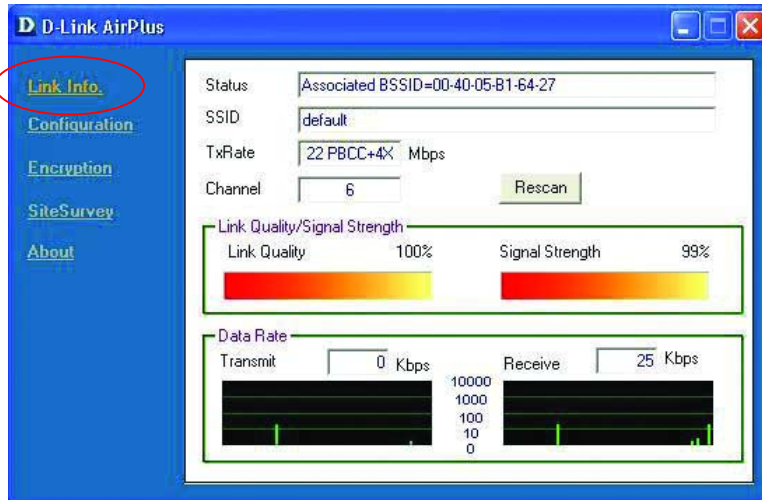 D D-Link AirPlus
Link Info.
Configuration
Encryption
SiteSurvey
About
Status Associated BSSID=00-40-05-B1-64-27
SSID default
TxRate 22 PBCC+4X Mbps
Channel 6 Rescan
Link Quality/Signal Strength
Link Quality 100% Signal Strength 99%
Data Rate
Transmit 0 Kbps Receive 25 Kbps
10000
1000
100
10
0